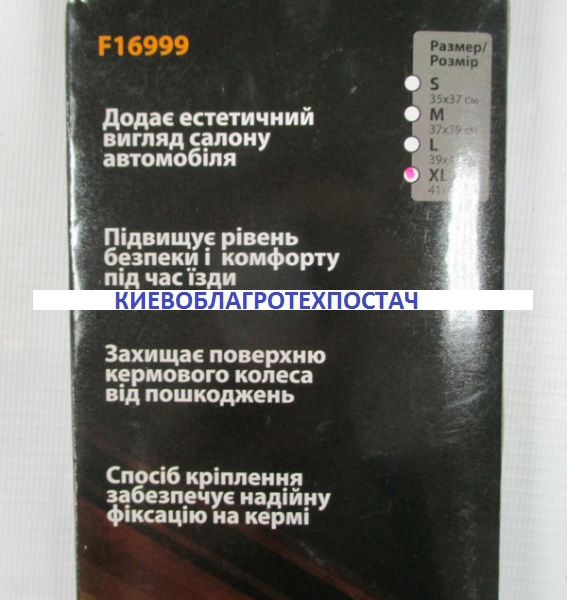 F16999
Размер/
Розмір
S
35x37 см
M
37x39 см
L
XL
Додає естетичний
вигляд салону
автомобіля
Підвищує рівень
безпеки і комфорту
під час їзди
КИЕВОБЛАГРОТЕХПОСТАЧ
Захищає поверхню
кермового колеса
від пошкоджень
Спосіб кріплення
забезпечує надійну
фіксацію на кермі